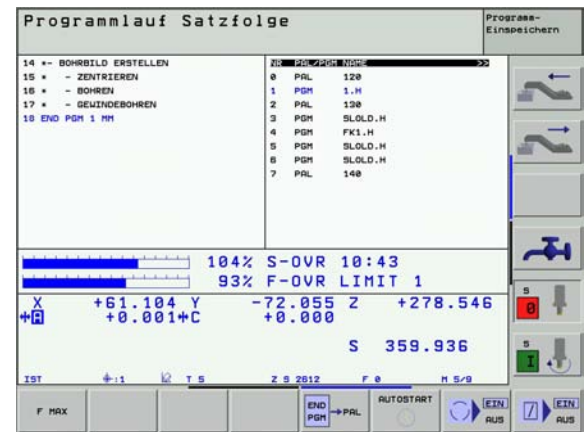 Programmlauf Satzfolge
Programm-
Einspeichern
14 *- BOHRBILD ERSTELLEN
15 *  - ZENTRIEREN
16 *  - BOHREN
17 *  - GEWINDEBOHREN
18 END PGM 1 MM
NR PAL/PGM NAME >>
0 PAL 120
1 PGM 1.H
2 PAL 130
3 PGM SLOLD.H
4 PGM FK1.H
5 PGM SLOLD.H
6 PGM SLOLD.H
7 PAL 140
104% S-OVR 10:43
93% F-OVR LIMIT 1
X +61.104 Y -72.055 Z +278.546
A +0.001 C +0.000
S 359.936
IST :1 T 5 Z S 2612 F 0 M 5/9
S
0
S
I
F MAX
END
PGM
PAL
AUTOSTART
EIN
AUS
EIN
AUS